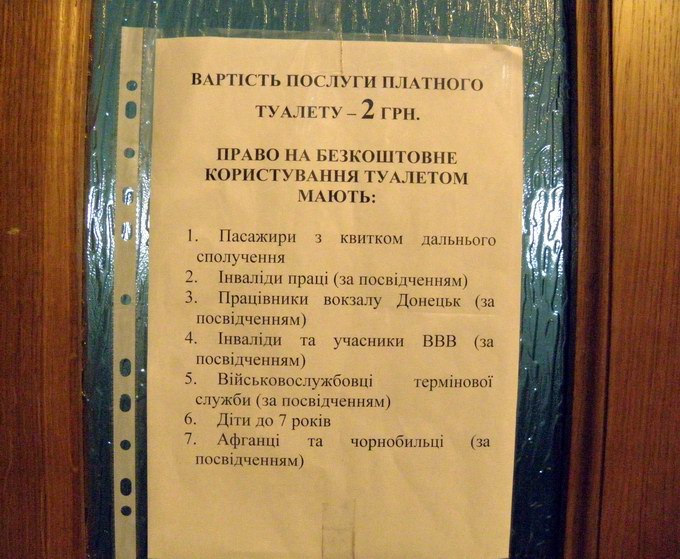 ВАРТІСТЬ ПОСЛУГИ ПЛАТНОГО
ТУАЛЕТУ – 2 ГРН.
ПРАВО НА БЕЗКОШТОВНЕ
КОРИСТУВАННЯ ТУАЛЕТОМ
МАЮТЬ:
1. Пасажири з квитком дальнього
сполучення
2. Інваліди праці (за посвідченням)
3. Працівники вокзалу Донецьк (за
посвідченням)
4. Інваліди та учасники ВВВ (за
посвідченням)
5. Військовослужбовці термінової
служби (за посвідченням)
6. Діти до 7 років
7. Афганці та чорнобильці (за
посвідченням)